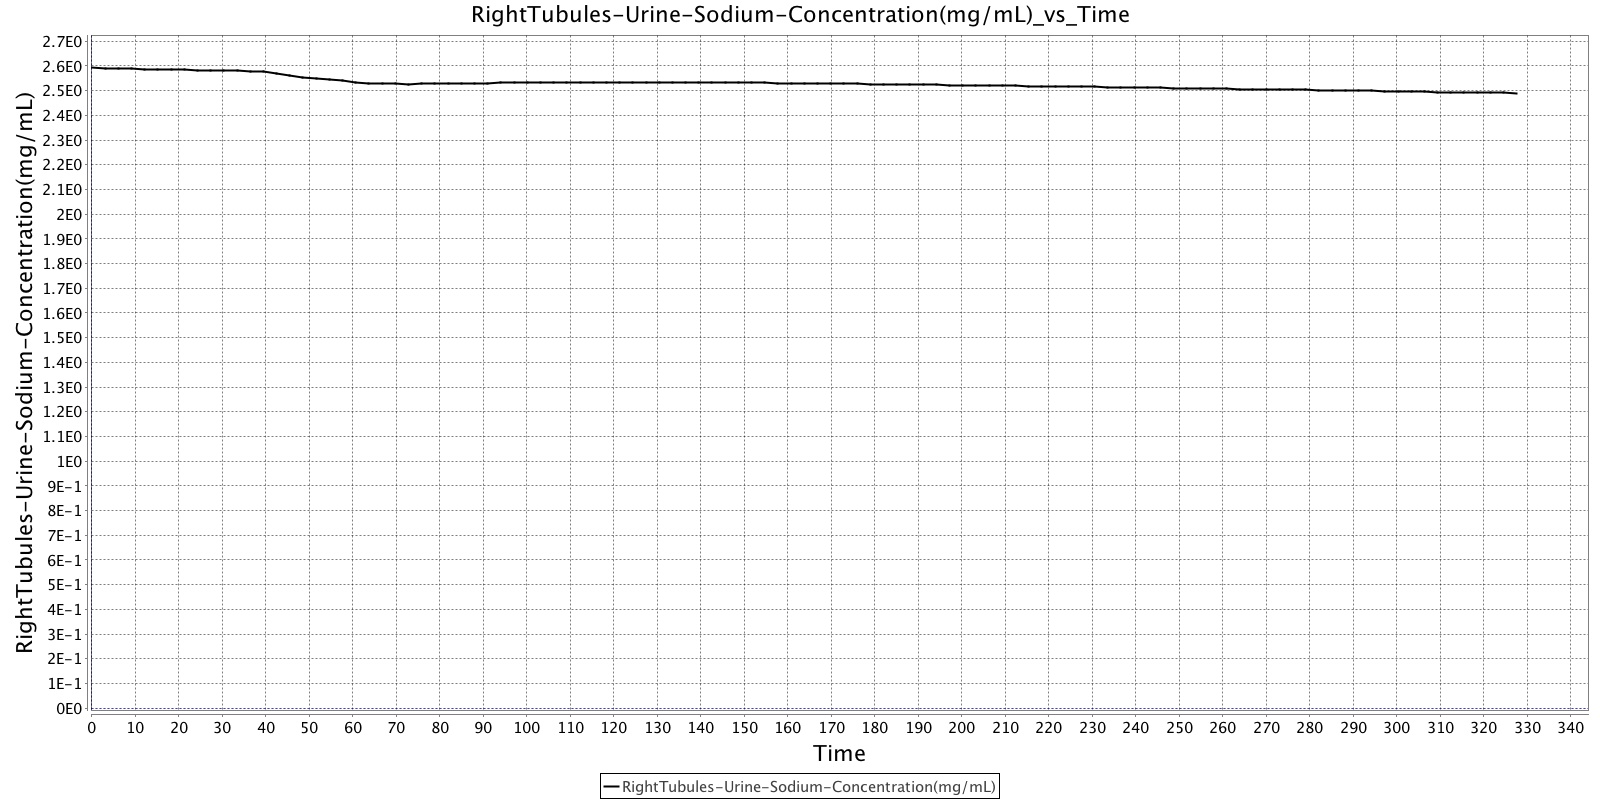 RightTubules-Urine-Sodium-Concentration(mg/mL)_vs_Time
RightTubules-Urine-Sodium-Concentration(mg/mL)
2.7E0
2.6E0
2.5E0
2.4E0
2.3E0
2.2E0
2.1E0
2E0
1.9E0
1.8E0
1.7E0
1.6E0
1.5E0
1.4E0
1.3E0
1.2E0
1.1E0
1E0
9E-1
8E-1
7E-1
6E-1
5E-1
4E-1
3E-1
2E-1
1E-1
0E0
0 10 20 30 40 50 60 70 80 90 100 110 120 130 140 150 160 170 180 190 200 210 220 230 240 250 260 270 280 290 300 310 320 330 340
Time
RightTubules-Urine-Sodium-Concentration(mg/mL)